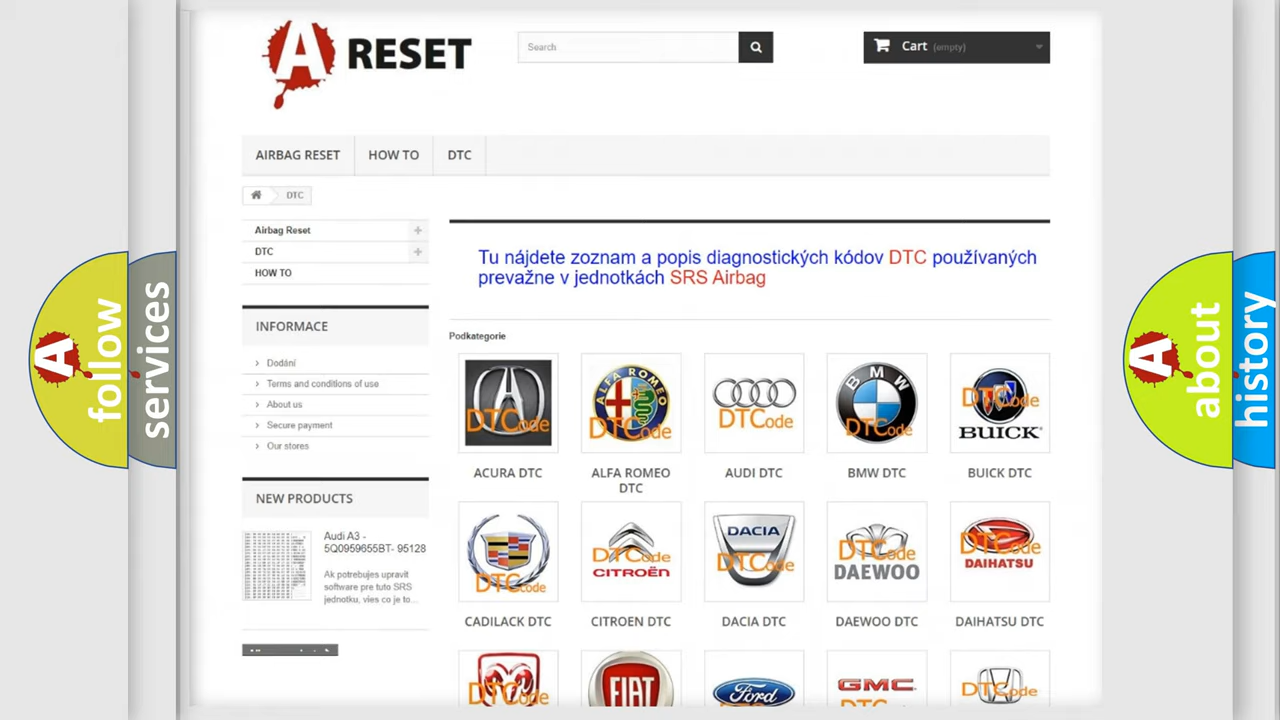 A RESET
Search
Cart (empty)
AIRBAG RESET
HOW TO
DTC
DTC
Airbag Reset
DTC
HOW TO
Tu nájdete zoznam a popis diagnostických kódov DTC používaných
prevažne v jednotkách SRS Airbag
INFORMACE
Dodání
Terms and conditions of use
About us
Secure payment
Our stores
Podkategorie
DTCode
ALFA ROMEO
DTCode
DTCode
BMW
DTCode
DTCode
BUICK
ACURA DTC
ALFA ROMEO
DTC
AUDI DTC
BMW DTC
BUICK DTC
NEW PRODUCTS
Audi A3 -
5Q0959655BT- 95128
Ak potrebujes upravit
software pre tuto SRS
jednotku, vies co je to...
DTCode
DTCode
CITROËN
DACIA
DTCode
DTCode
DAEWOO
DTCode
DAIHATSU
CADILACK DTC
CITROEN DTC
DACIA DTC
DAEWOO DTC
DAIHATSU DTC
DTCode
FIAT
Ford
GMC
DTCode
A follow
services
A about
history